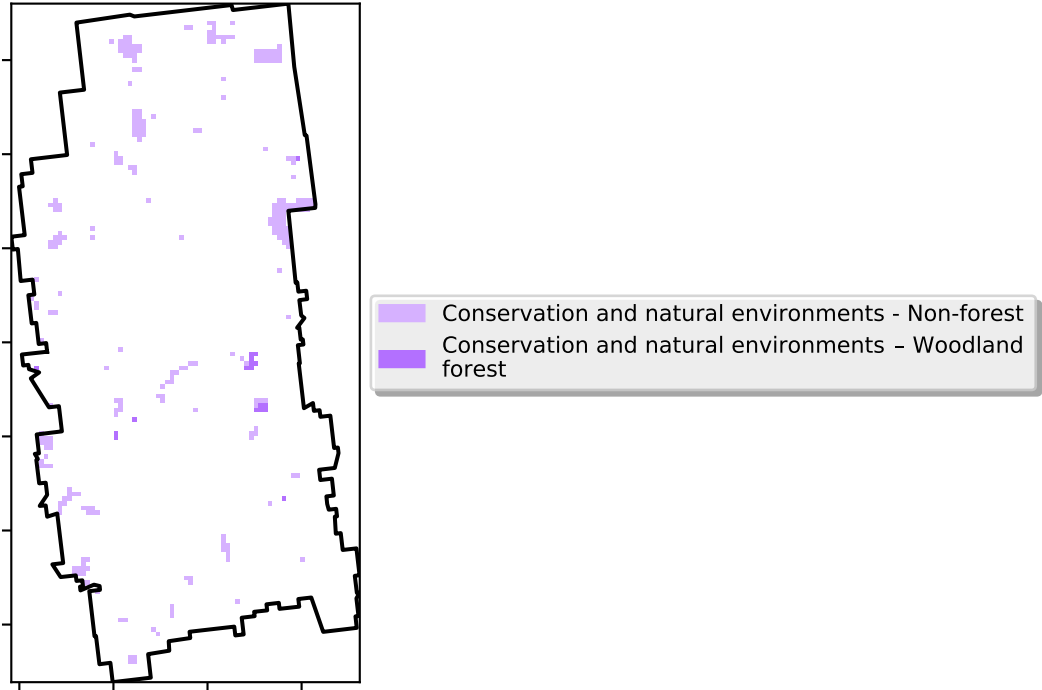 Conservation and natural environments - Non-forest
Conservation and natural environments – Woodland
forest